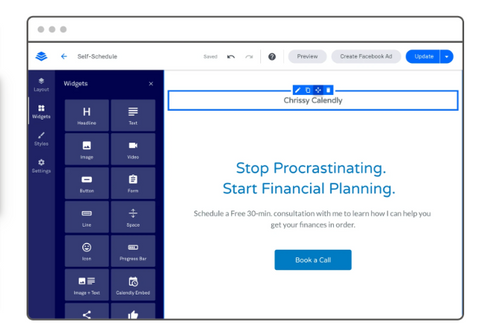 Self-Schedule
Saved
Preview
Create Facebook Ad
Update
Layout
Widgets
Styles
Settings
Widgets
Headline
Text
Image
Video
Button
Form
Line
Space
Icon
Progress Bar
Image + Text
Calendly Embed
Chrissy Calendly
Stop Procrastinating.
Start Financial Planning.
Schedule a Free 30-min. consultation with me to learn how I can help you
get your finances in order.
Book a Call